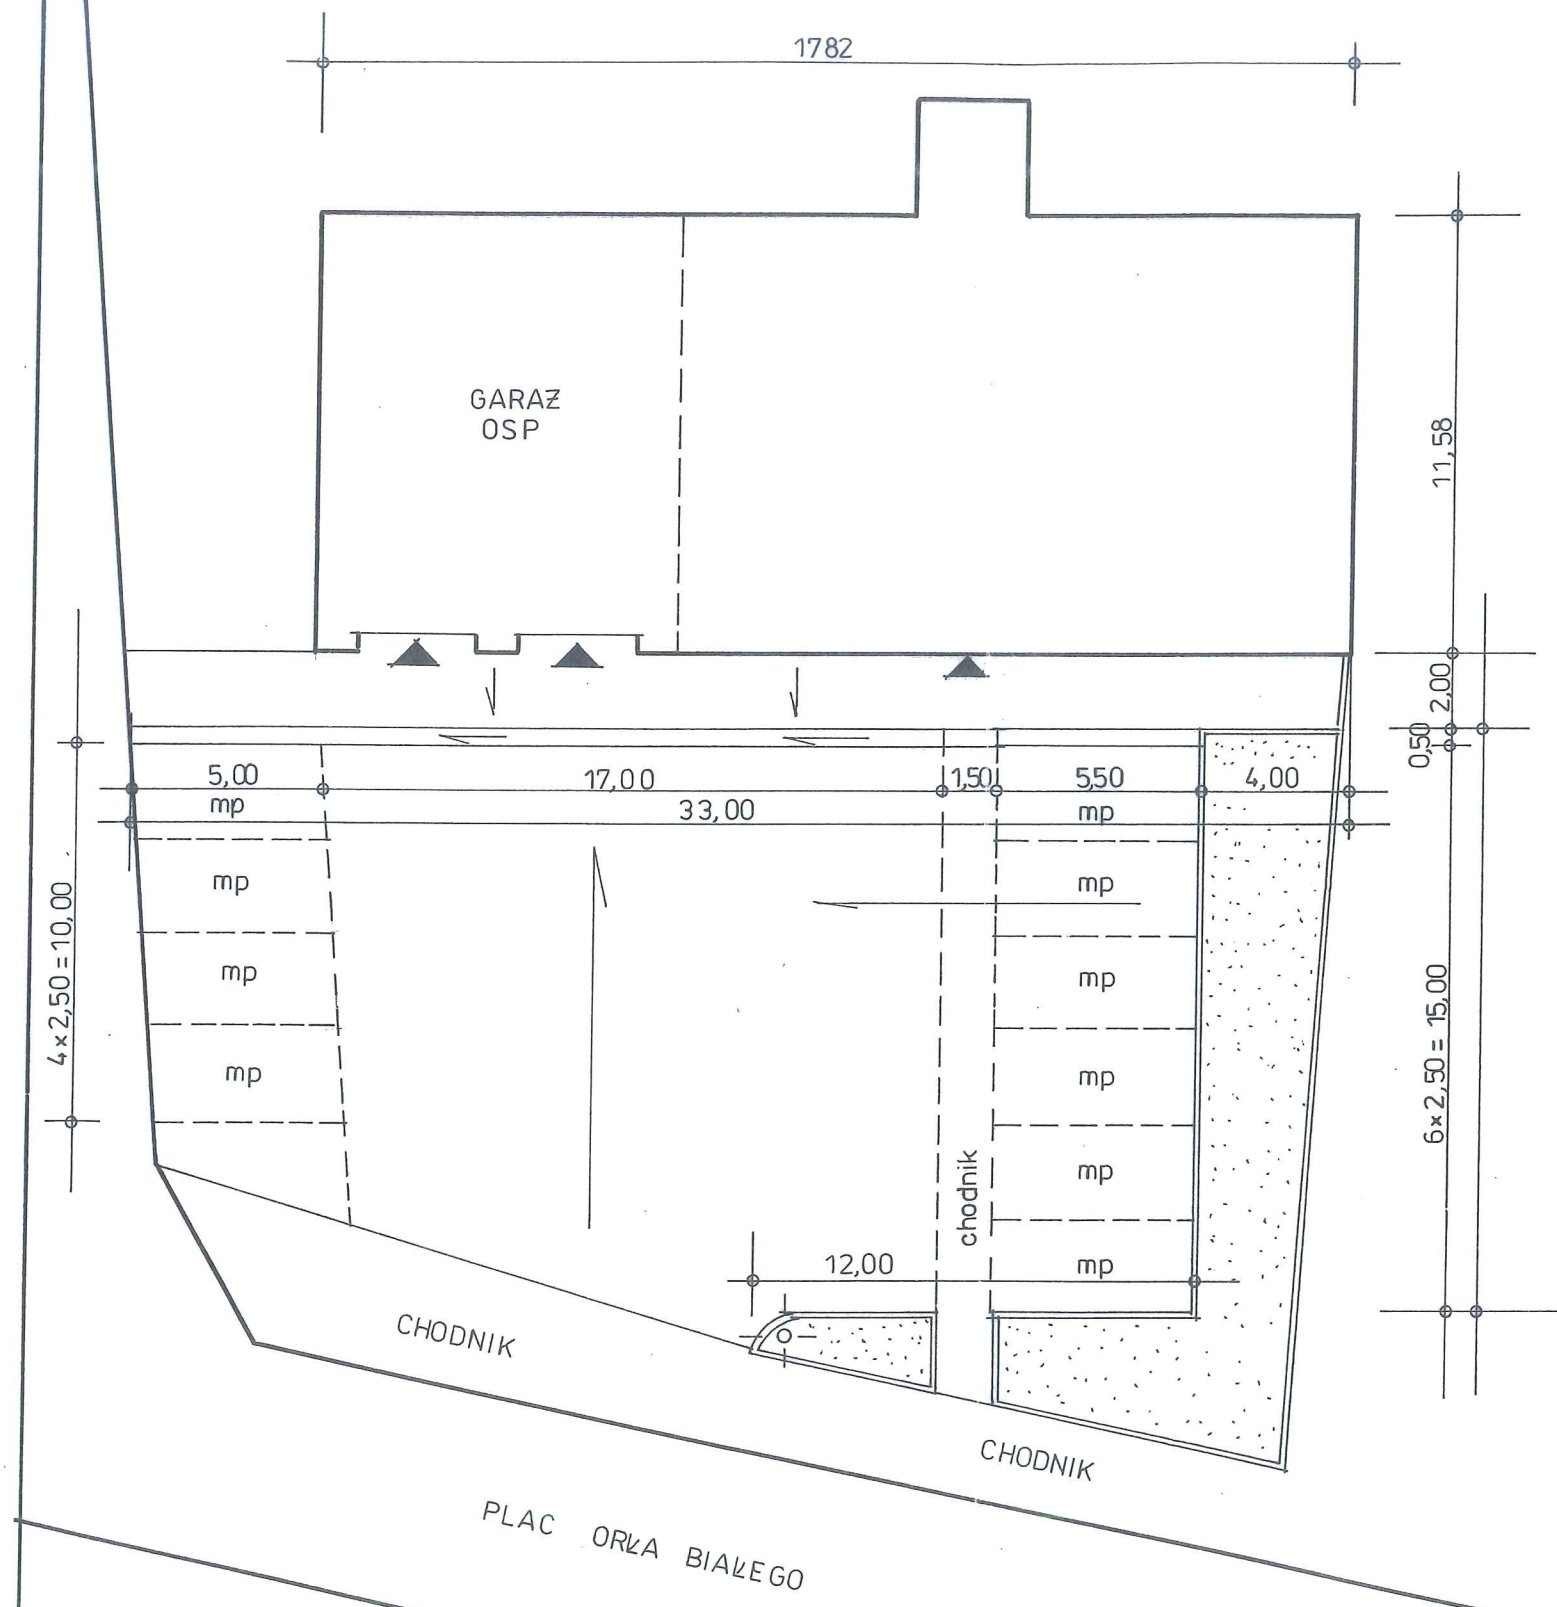 1782
GARAŻ
OSP
11,58
2,00
0,50
5,00
17,00
1,50
5,50
4,00
mp
33,00
mp
mp
mp
mp
mp
mp
mp
mp
mp
4×2,50=10,00
6×2,50=15,00
chodnik
12,00
CHODNIK
CHODNIK
PLAC ORŁA BIAŁEGO